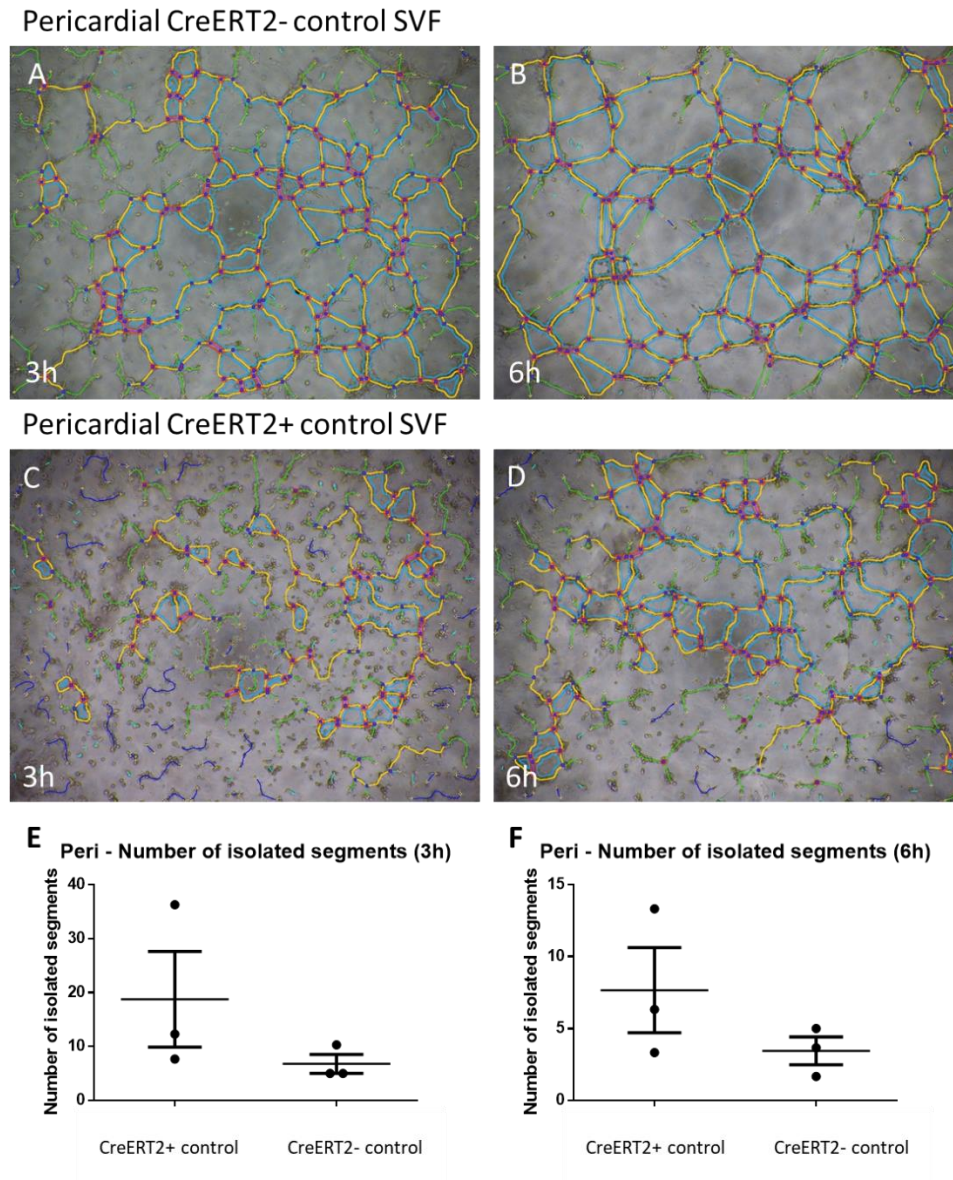 Pericardial CreERT2- control SVF
A
B
3h
6h
Pericardial CreERT2+ control SVF
C
D
3h
6h
E
Peri - Number of isolated segments (3h)
Number of isolated segments
40
30
20
10
0
CreERT2+ control
CreERT2- control
F
Peri - Number of isolated segments (6h)
Number of isolated segments
15
10
5
0
CreERT2+ control
CreERT2- control